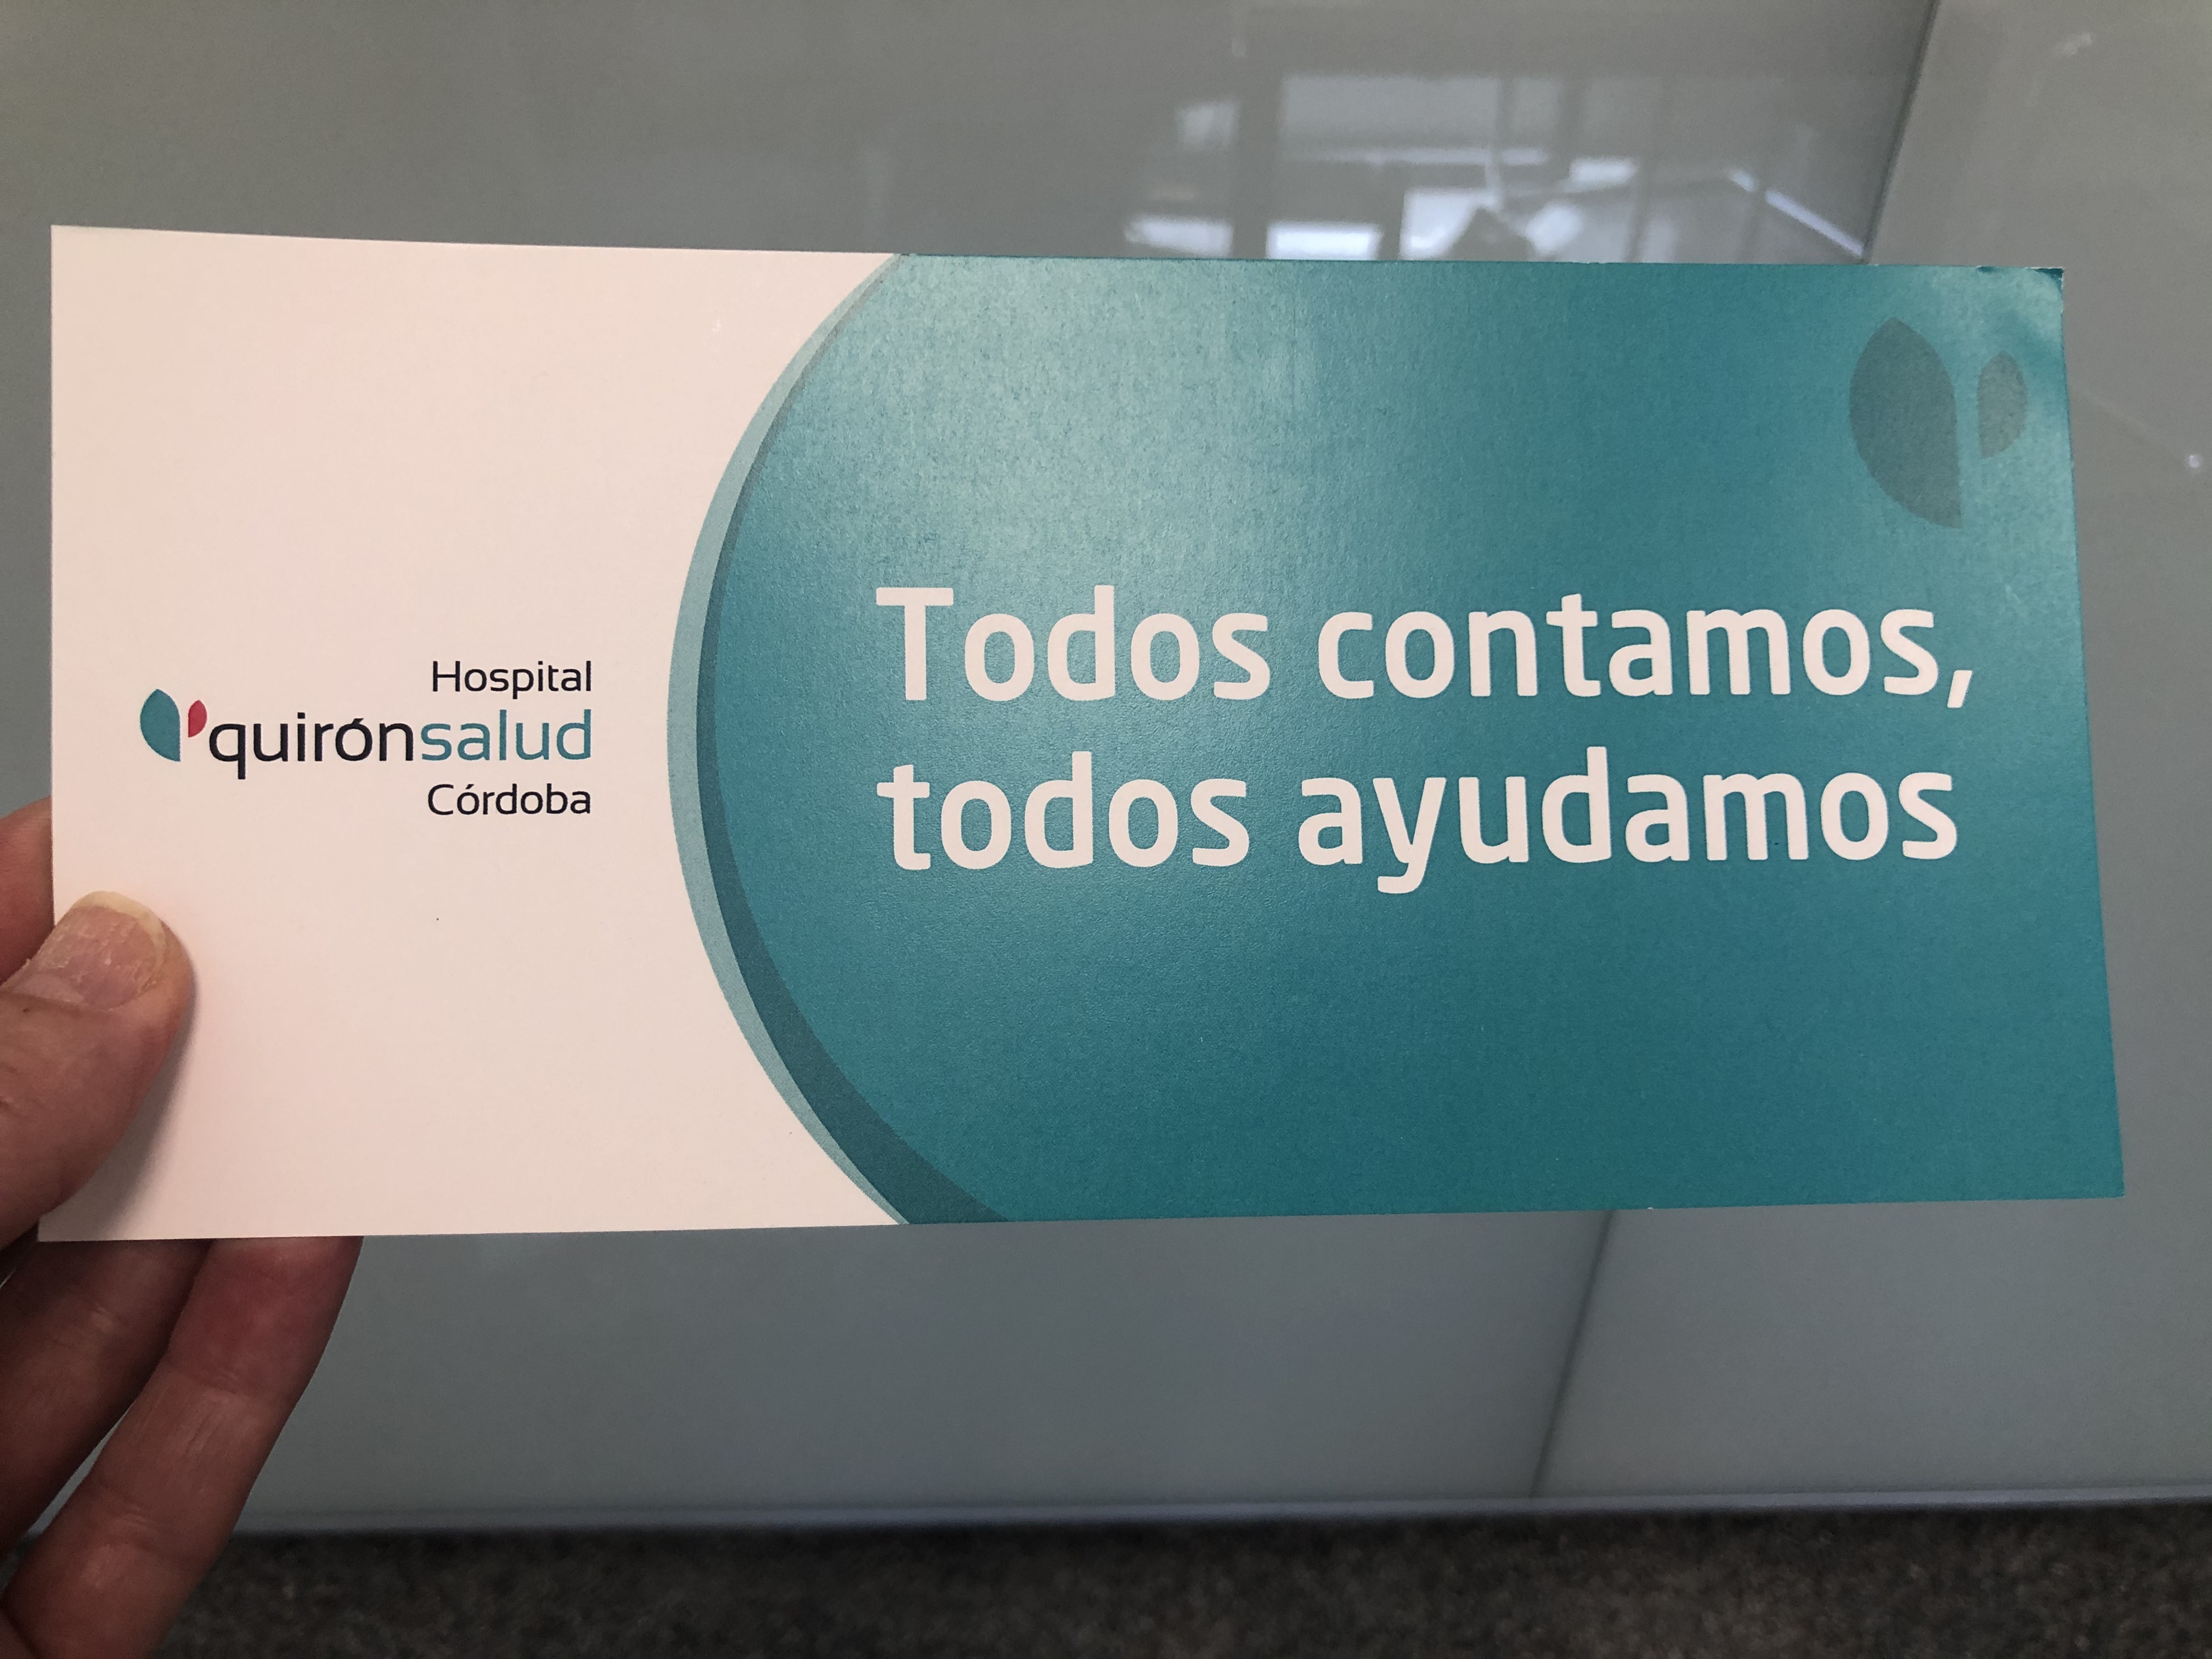 Hospital
quirónsalud
Córdoba
Todos contamos,
todos ayudamos